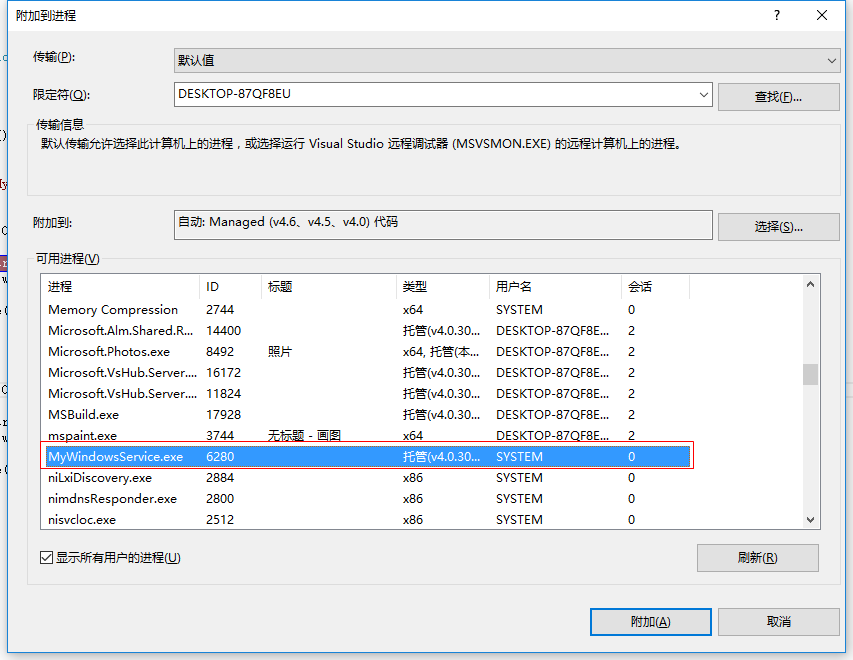 附加到进程
传输(P):
默认值
限定符(Q):
DESKTOP-87QF8EU
查找(F)...
传输信息
默认传输允许选择此计算机上的进程，或选择运行 Visual Studio 远程调试器 (MSVSMON.EXE) 的远程计算机上的进程。
附加到:
自动: Managed (v4.6、v4.5、v4.0) 代码
选择(S)...
可用进程(V)
进程 ID 标题 类型 用户名 会话
Memory Compression 2744 x64 SYSTEM 0
Microsoft.Alm.Shared.R... 14400 托管(v4.0.30... DESKTOP-87QF8E... 2
Microsoft.Photos.exe 8492 照片 x64, 托管(本... DESKTOP-87QF8E... 2
Microsoft.VsHub.Server.... 16172 托管(v4.0.30... DESKTOP-87QF8E... 2
Microsoft.VsHub.Server.... 11824 托管(v4.0.30... DESKTOP-87QF8E... 2
MSBuild.exe 17928 托管(v4.0.30... DESKTOP-87QF8E... 2
mspaint.exe 3744 无标题 - 画图 x64 DESKTOP-87QF8E... 2
MyWindowsService.exe 6280 托管(v4.0.30... SYSTEM 0
niLxiDiscovery.exe 2884 x86 SYSTEM 0
nimdnsResponder.exe 2800 x86 SYSTEM 0
nisvcloc.exe 2512 x86 SYSTEM 0
显示所有用户的进程(U)
刷新(R)
附加(A)
取消